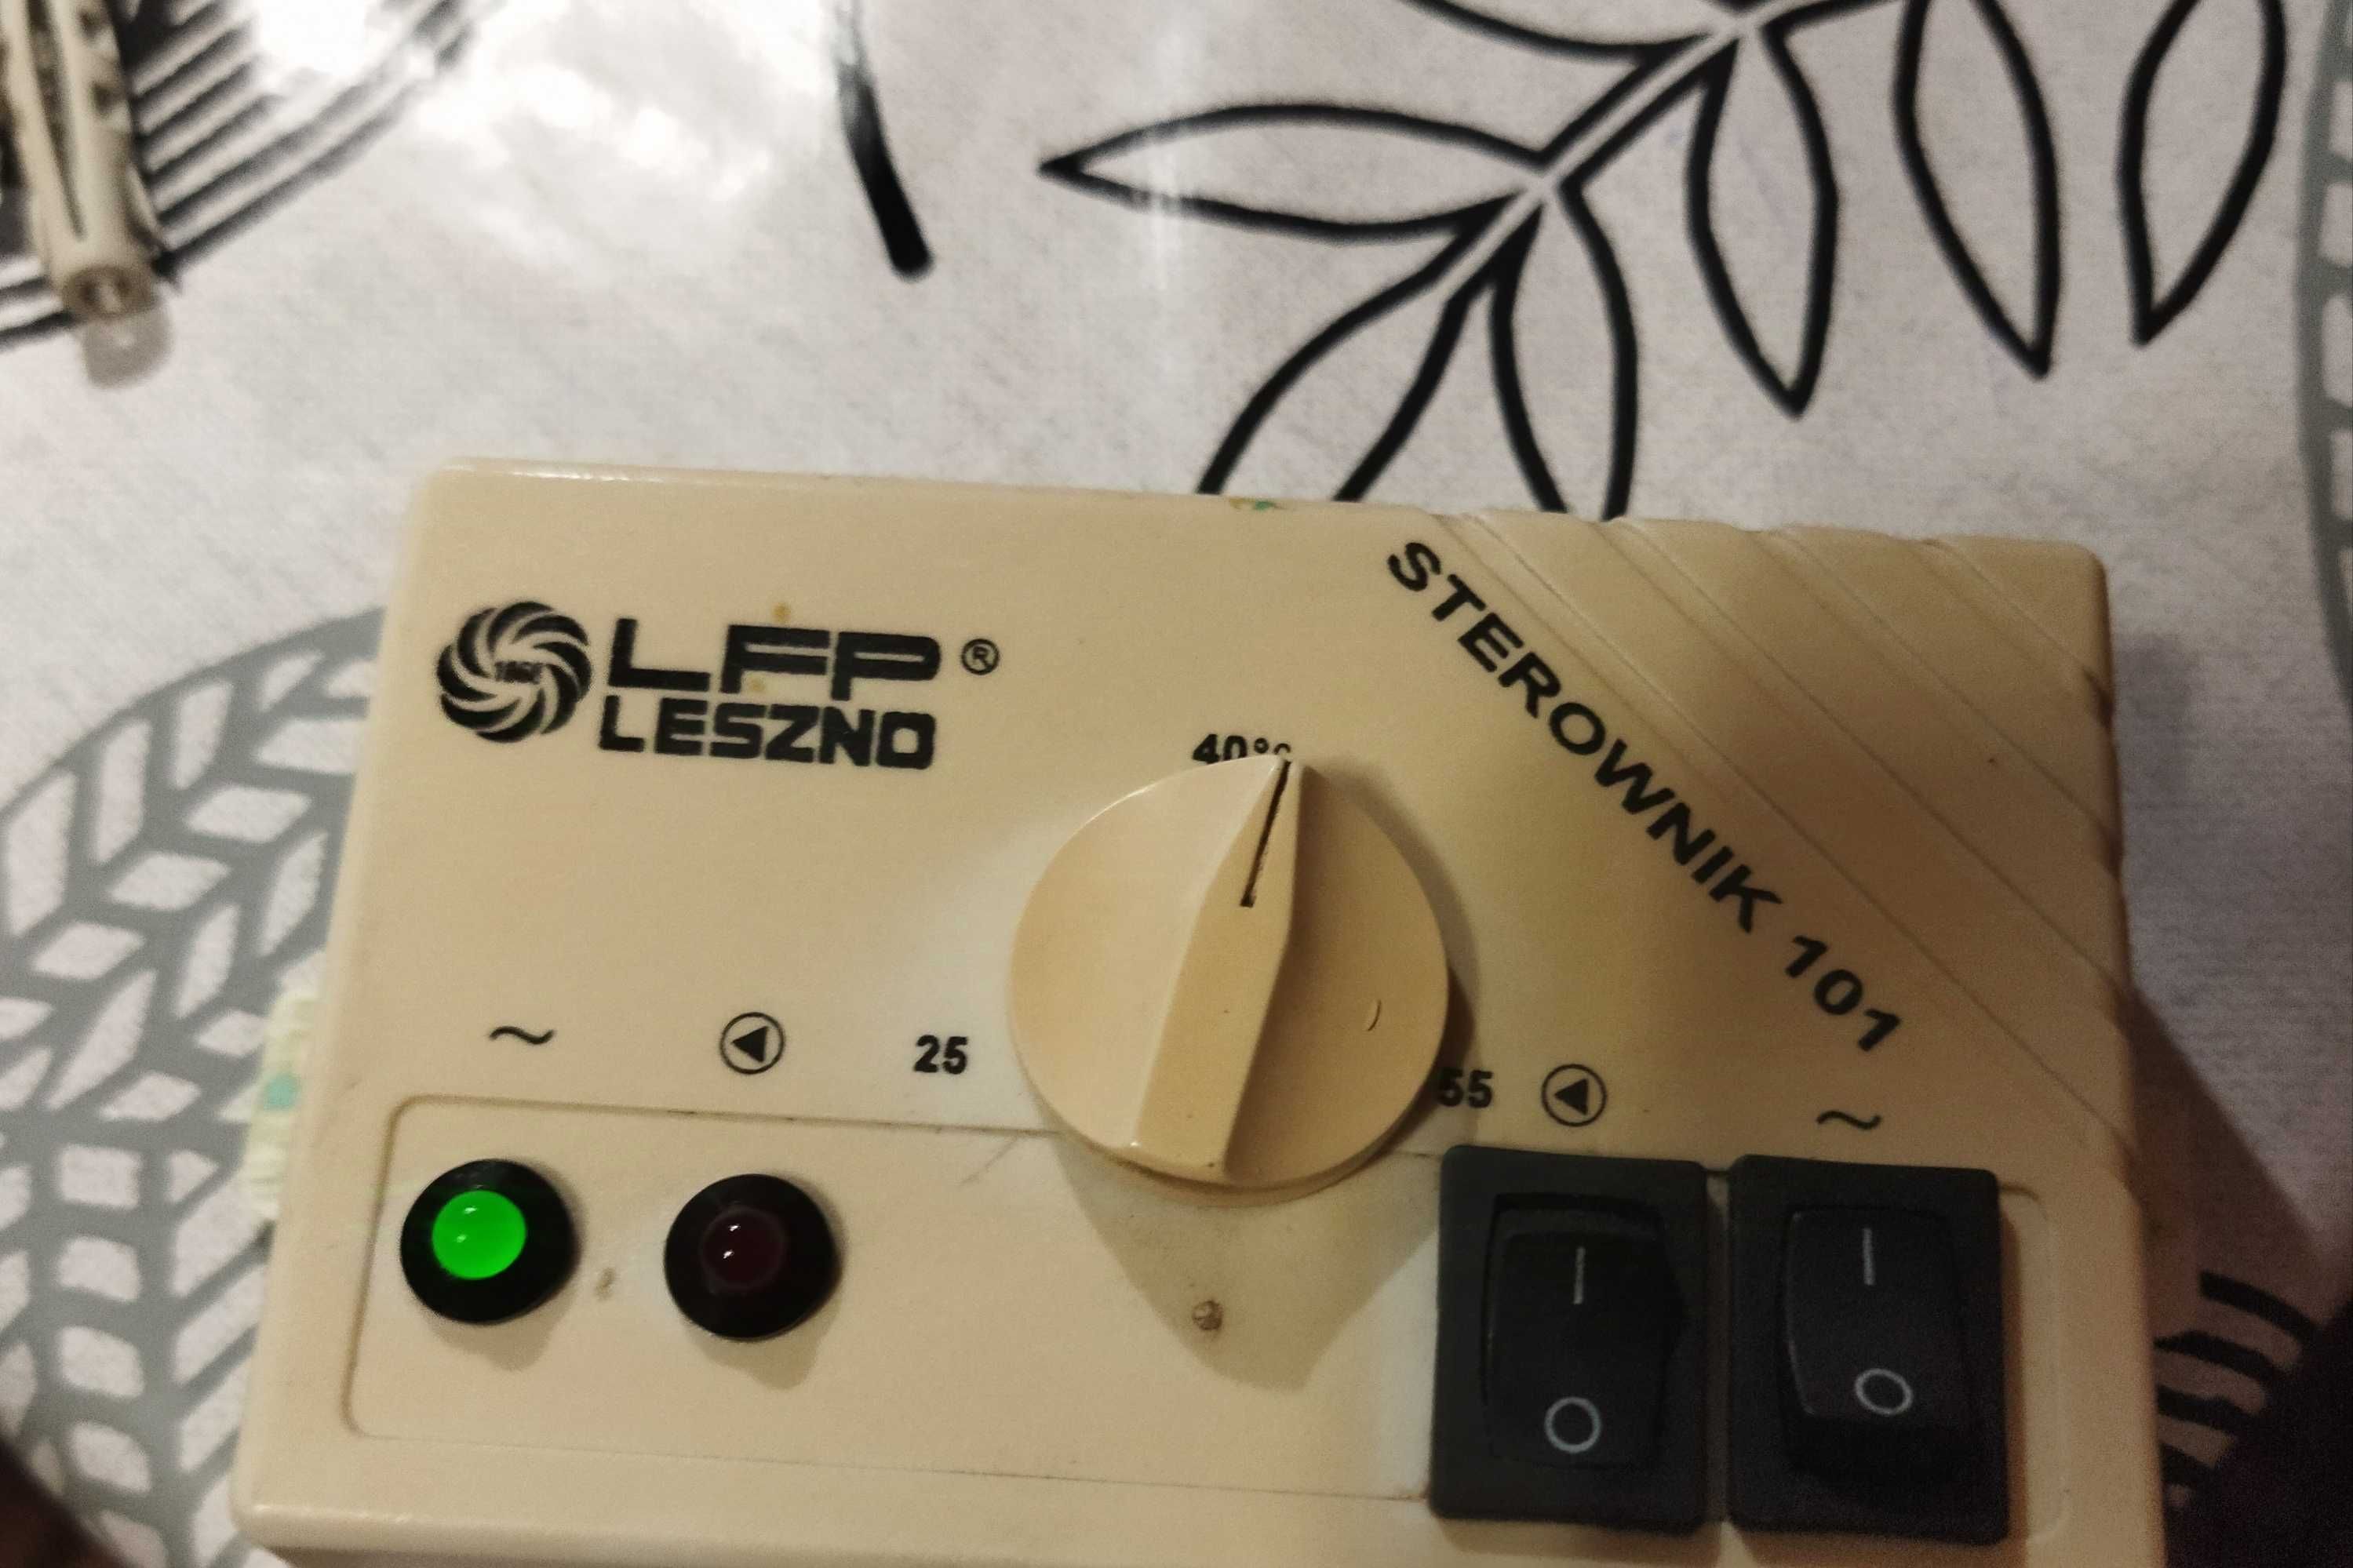 LFP ®
LESZNO
STEROWNIK 101
40°C
25
55
~
~
I
I
O
O